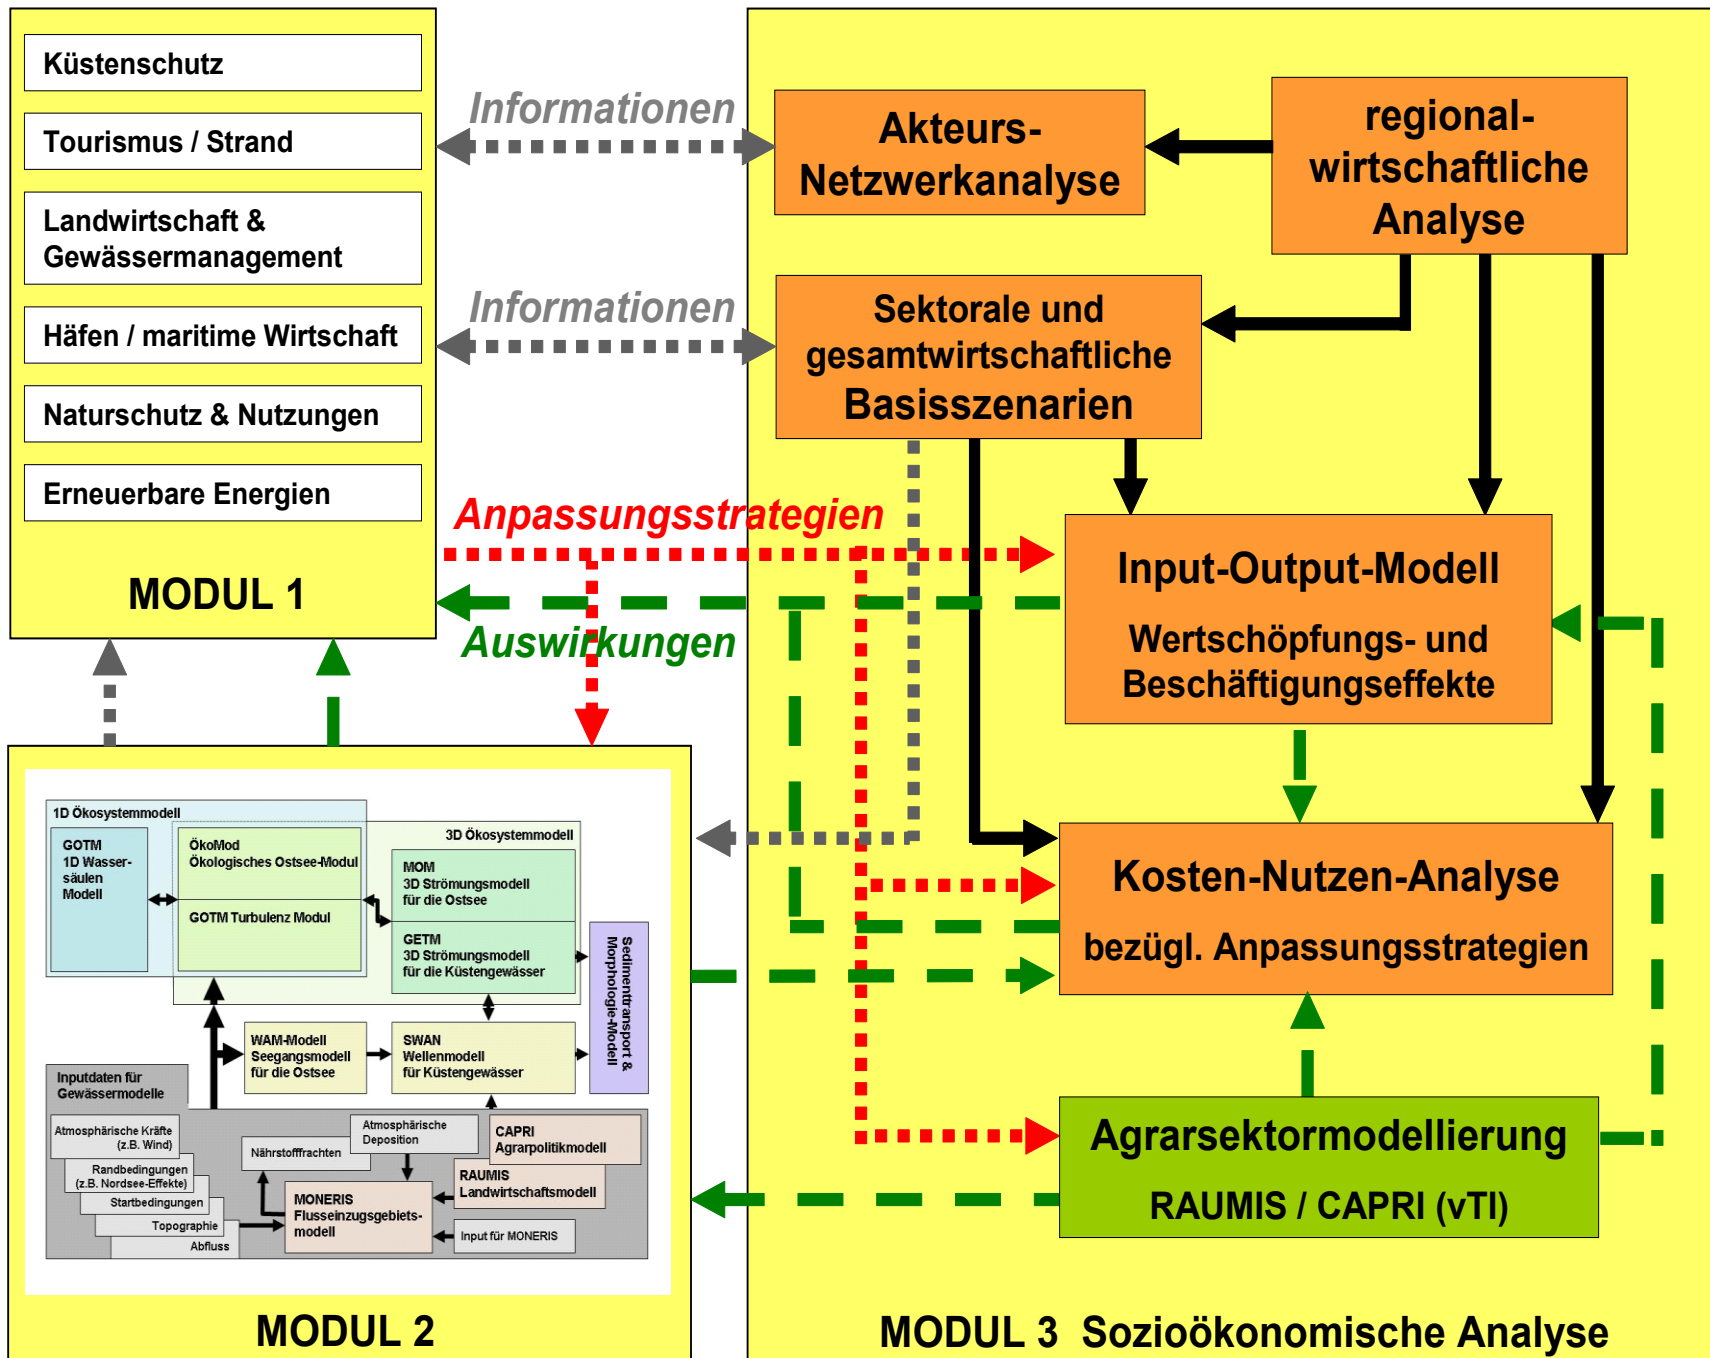 Küstenschutz
Tourismus / Strand
Landwirtschaft &
Gewässermanagement
Häfen / maritime Wirtschaft
Naturschutz & Nutzungen
Erneuerbare Energien
MODUL 1
Informationen
Informationen
Anpassungsstrategien
Auswirkungen
Akteurs-
Netzwerkanalyse
regional-
wirtschaftliche
Analyse
Sektorale und
gesamtwirtschaftliche
Basisszenarien
Input-Output-Modell
Wertschöpfungs- und
Beschäftigungseffekte
Kosten-Nutzen-Analyse
bezügl. Anpassungsstrategien
Agrarsektormodellierung
RAUMIS / CAPRI (vTI)
MODUL 3 Sozioökonomische Analyse
1D Ökosystemmodell
3D Ökosystemmodell
GOTM
1D Wasser-
säulen
Modell
ÖkoMod
Ökologisches Ostsee-Modul
GOTM Turbulenz Modul
MOM
3D Strömungsmodell
für die Ostsee
GETM
3D Strömungsmodell
für die Küstengewässer
Sedimenttransport &
Morphologie-Modell
WAM-Modell
Seegangsmodell
für die Ostsee
SWAN
Wellenmodell
für Küstengewässer
Inputdaten für
Gewässermodelle
Atmosphärische Kräfte
(z.B. Wind)
Randbedingungen
(z.B. Nordsee-Effekte)
Startbedingungen
Topographie
Abfluss
Nährstofffrachten
Atmosphärische
Deposition
CAPRI
Agrarpolitikmodell
RAUMIS
Landwirtschaftsmodell
MONERIS
Flusseinzugsgebiets-
modell
Input für MONERIS
MODUL 2